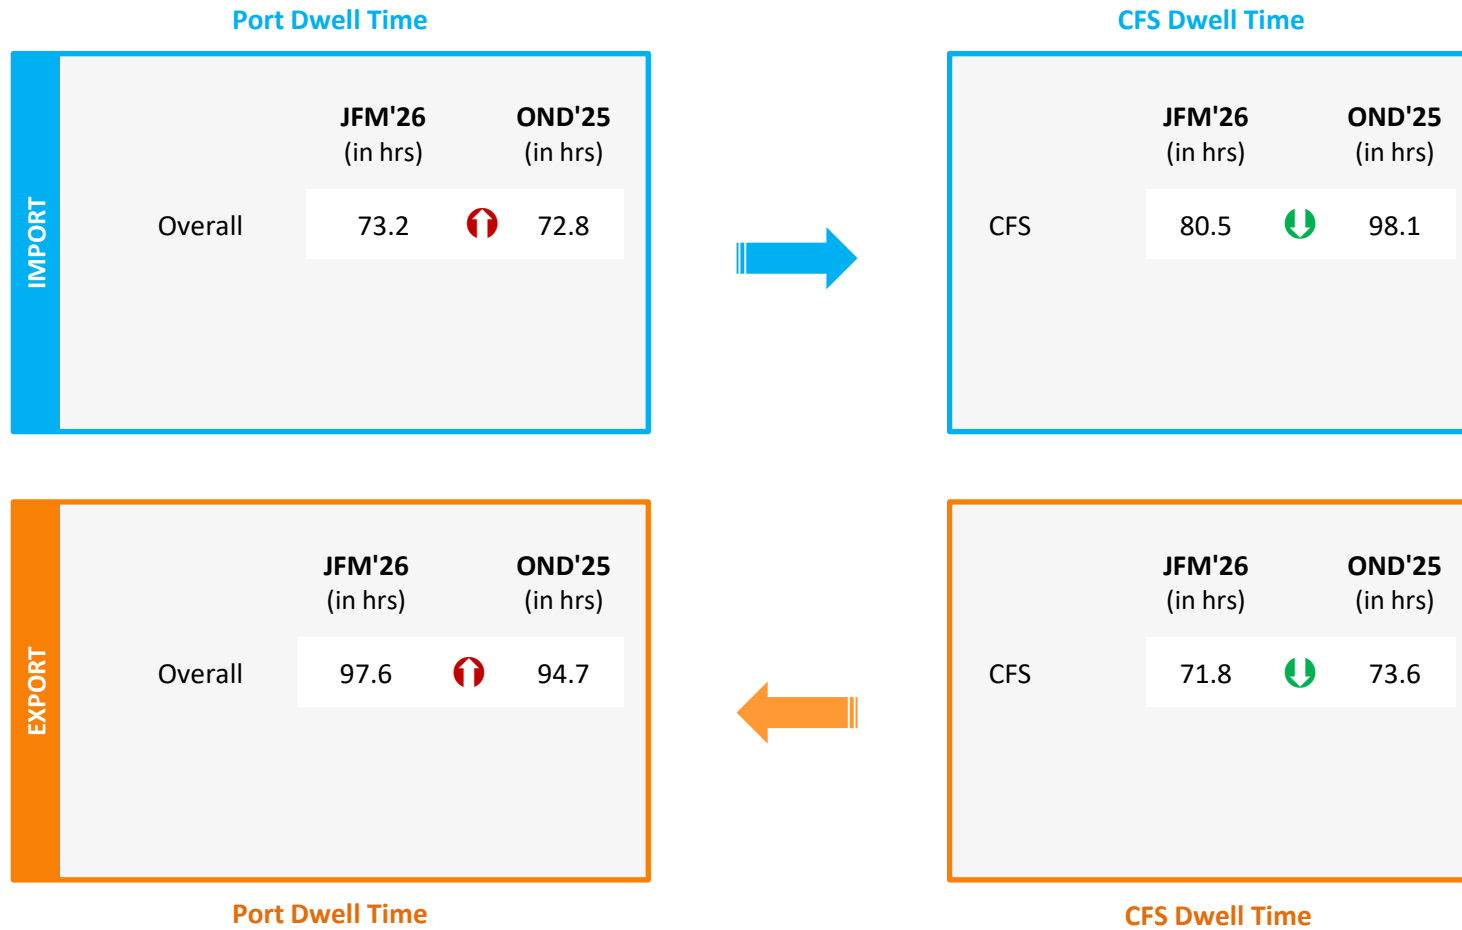 Port Dwell Time
CFS Dwell Time
IMPORT
JFM'26 OND'25
(in hrs) (in hrs)
Overall 73.2 72.8
JFM'26 OND'25
(in hrs) (in hrs)
CFS 80.5 98.1
EXPORT
JFM'26 OND'25
(in hrs) (in hrs)
Overall 97.6 94.7
JFM'26 OND'25
(in hrs) (in hrs)
CFS 71.8 73.6
Port Dwell Time
CFS Dwell Time